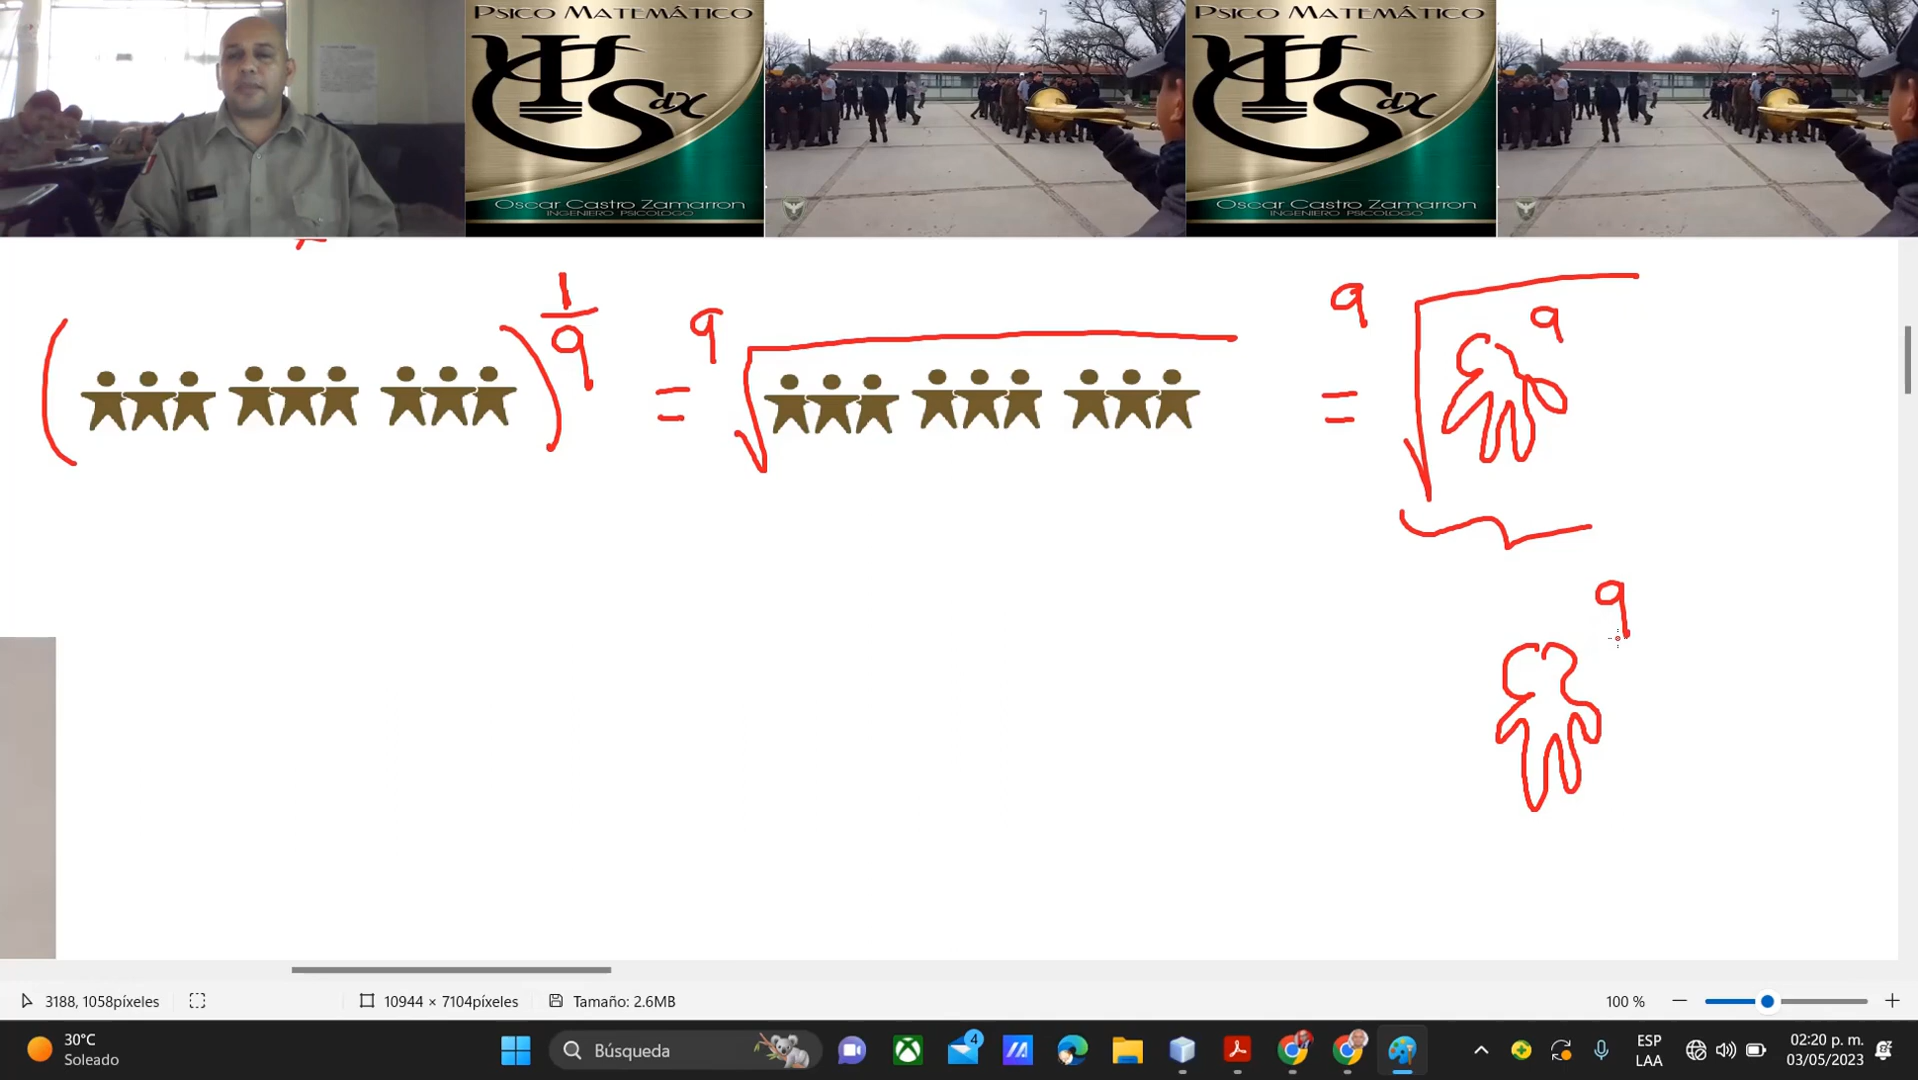 PSICO MATEMÁTICO
dx
Oscar Castro Zamarron
INGENIERO PSICOLOGO
PSICO MATEMÁTICO
dx
Oscar Castro Zamarron
INGENIERO PSICOLOGO
( ) 1/9 = 9√ = 9√ 9
9
3188, 1058píxeles
10944 × 7104píxeles
Tamaño: 2.6MB
100 %
30°C
Soleado
Búsqueda
4
ESP
LAA
02:20 p. m.
03/05/2023